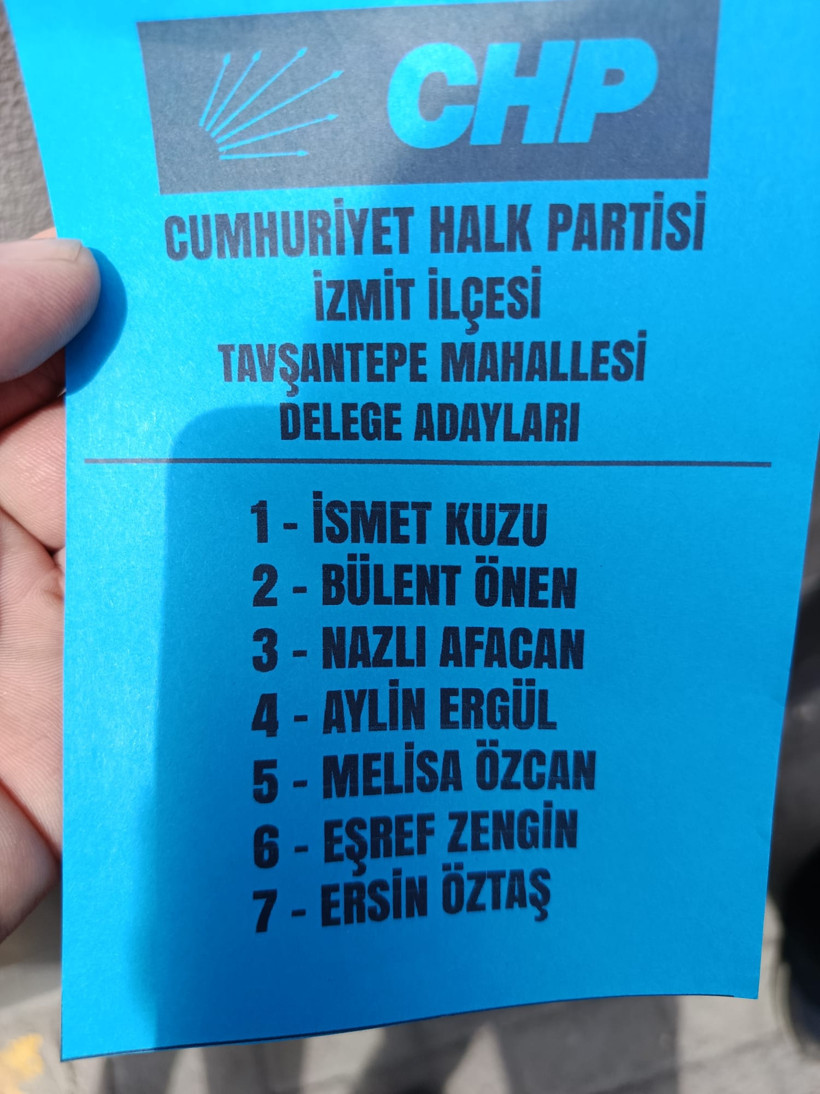 CHP
CUMHURİYET HALK PARTİSİ
İZMİT İLÇESİ
TAVŞANTEPE MAHALLESİ
DELEGE ADAYLARI
1 - İSMET KUZU
2 - BÜLENT ÖNEN
3 - NAZLI AFACAN
4 - AYLİN ERGÜL
5 - MELİSA ÖZCAN
6 - EŞREF ZENGİN
7 - ERSİN ÖZTAŞ